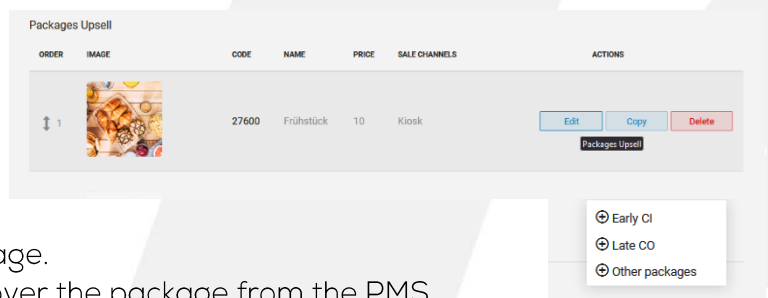 Packages Upsell
ORDER IMAGE CODE NAME PRICE SALE CHANNELS ACTIONS
1 27600 Frühstück 10 Kiosk Edit Copy Delete
Packages Upsell
Early CI
Late CO
Other packages
age.
over the package from the PMS